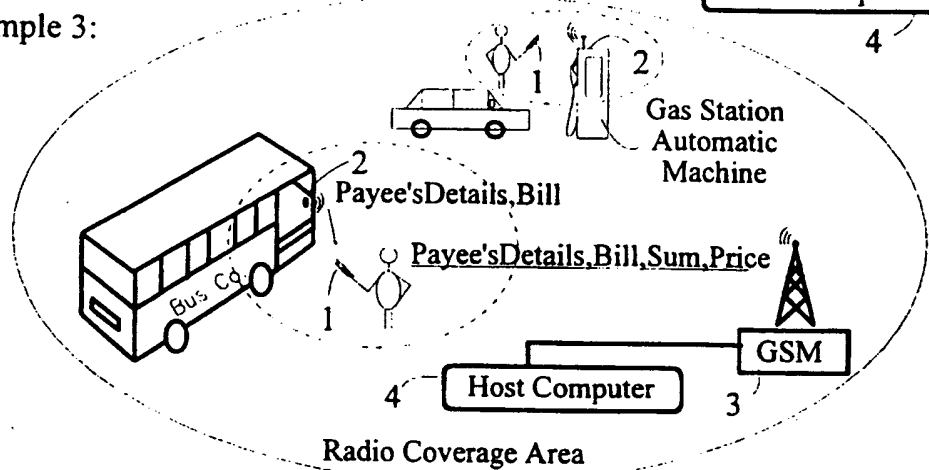 mple 3:
4
1
2
Gas Station
Automatic
Machine
2
Payee'sDetails,Bill
Payee'sDetails,Bill,Sum,Price
Bus Co.
1
GSM
4
Host Computer
3
Radio Coverage Area